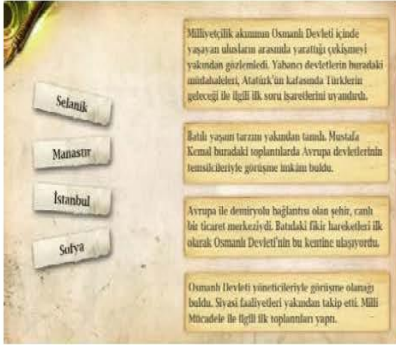 Selanik
Manastır
İstanbul
Sofya
Milliyetçilik akımının Osmanlı Devleti içinde
yaşayan ulusların arasında yarattığı çekişmeyi
yakından gözlemledi. Yabancı devletlerin buradaki
müdahaleleri, Atatürk'ün kafasında Türklerin
geleceği ile ilgili ilk soru işaretlerini uyandırdı.
Batılı yaşam tarzını yakından tanıdı. Mustafa
Kemal buradaki toplantılarda Avrupa devletlerinin
temsilcileriyle görüşme imkânı buldu.
Avrupa ile demiryolu bağlantısı olan şehir, canlı
bir ticaret merkeziydi. Batıdaki fikir hareketleri ilk
olarak Osmanlı Devleti'nin bu kentine ulaşıyordu.
Osmanlı Devleti yöneticileriyle görüşme olanağı
buldu. Siyasi faaliyetleri yakından takip etti. Milli
Mücadele ile ilgili ilk toplantıları yaptı.